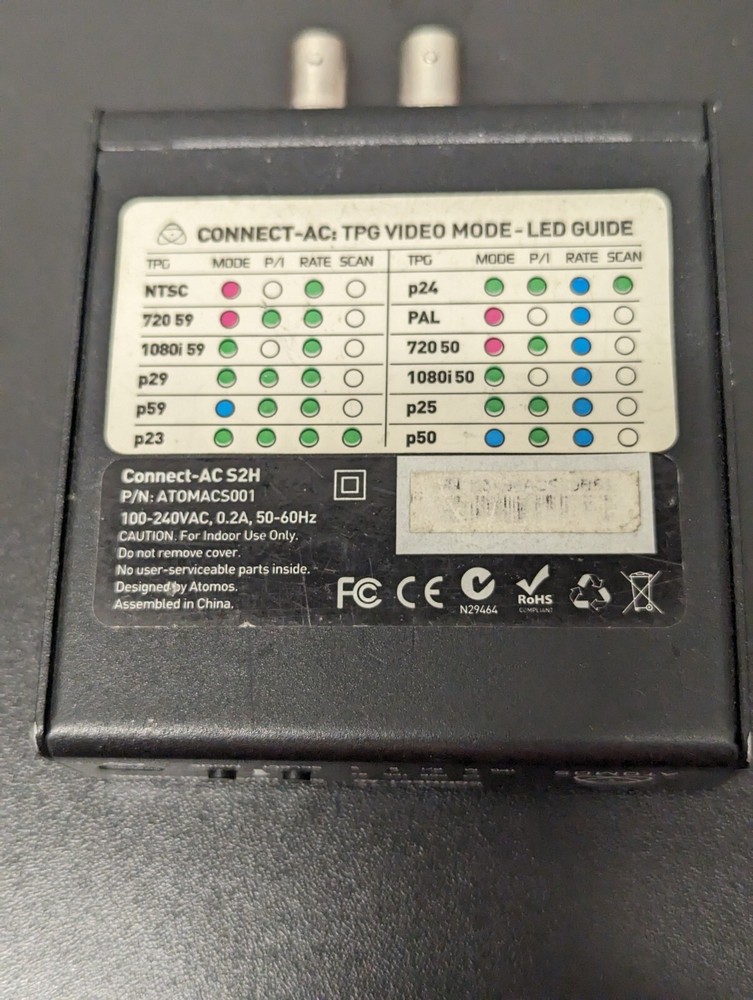 CONNECT-AC: TPG VIDEO MODE - LED GUIDE
TPG MODE P/I RATE SCAN
NTSC
720 59
1080i 59
p29
p59
p23
TPG MODE P/I RATE SCAN
p24
PAL
720 50
1080i 50
p25
p50
Connect-AC S2H
P/N: ATOMACS001
100-240VAC, 0.2A, 50-60Hz
CAUTION. For Indoor Use Only.
Do not remove cover.
No user-serviceable parts inside.
Designed by Atomos.
Assembled in China.
FC CE
N29464
RoHS
COMPLIANT